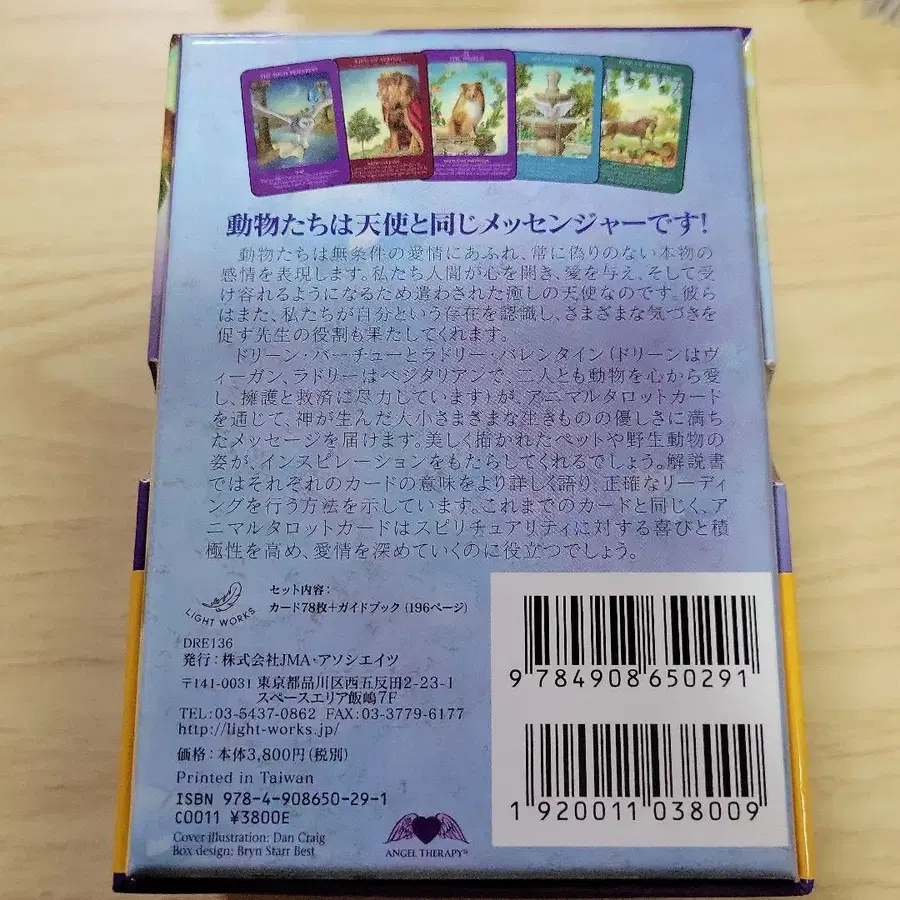 THE HIGH PRIESTESS
THE WORLD
動物たちは天使と同じメッセンジャーです!
動物たちは無条件の愛情にあふれ、常に偽りのない本物の
感情を表現します。私たち人間が心を開き、愛を与え、そして受
け容れるようになるため遣わされた癒しの天使なのです。彼ら
はまた、私たちが自分という存在を認識し、さまざまな気づきを
促す先生の役割も果たしてくれます。
ドリーン・バーチューとラドリー・バレンタイン(ドリーンはヴ
ィーガン、ラドリーはベジタリアンで、二人とも動物を心から愛
し、擁護と救済に尽力しています)が、アニマルタロットカード
を通じて、神が生んだ大小さまざまな生きものの優しさに満ち
たメッセージを届けます。美しく描かれたペットや野生動物の
姿が、インスピレーションをもたらしてくれるでしょう。解説書
ではそれぞれのカードの意味をより詳しく語り、正確なリーディ
ングを行う方法を示しています。これまでのカードと同じく、ア
ニマルタロットカードはスピリチュアリティに対する喜びと積
極性を高め、愛情を深めていくのに役立つでしょう。
LIGHT WORKS
セット内容:
カード78枚+ガイドブック(196ページ)
DRE136
発行:株式会社JMA・アソシエイツ
〒141-0031 東京都品川区西五反田2-23-1
スペースエリア飯嶋7F
TEL:03-5437-0862 FAX:03-3779-6177
http://light-works.jp/
価格:本体3,800円(税別)
Printed in Taiwan
ISBN 978-4-908650-29-1
C0011 ¥3800E
Cover illustration: Dan Craig
Box design: Bryn Starr Best
ANGEL THERAPY®
9 784908 650291
1 920011 038009